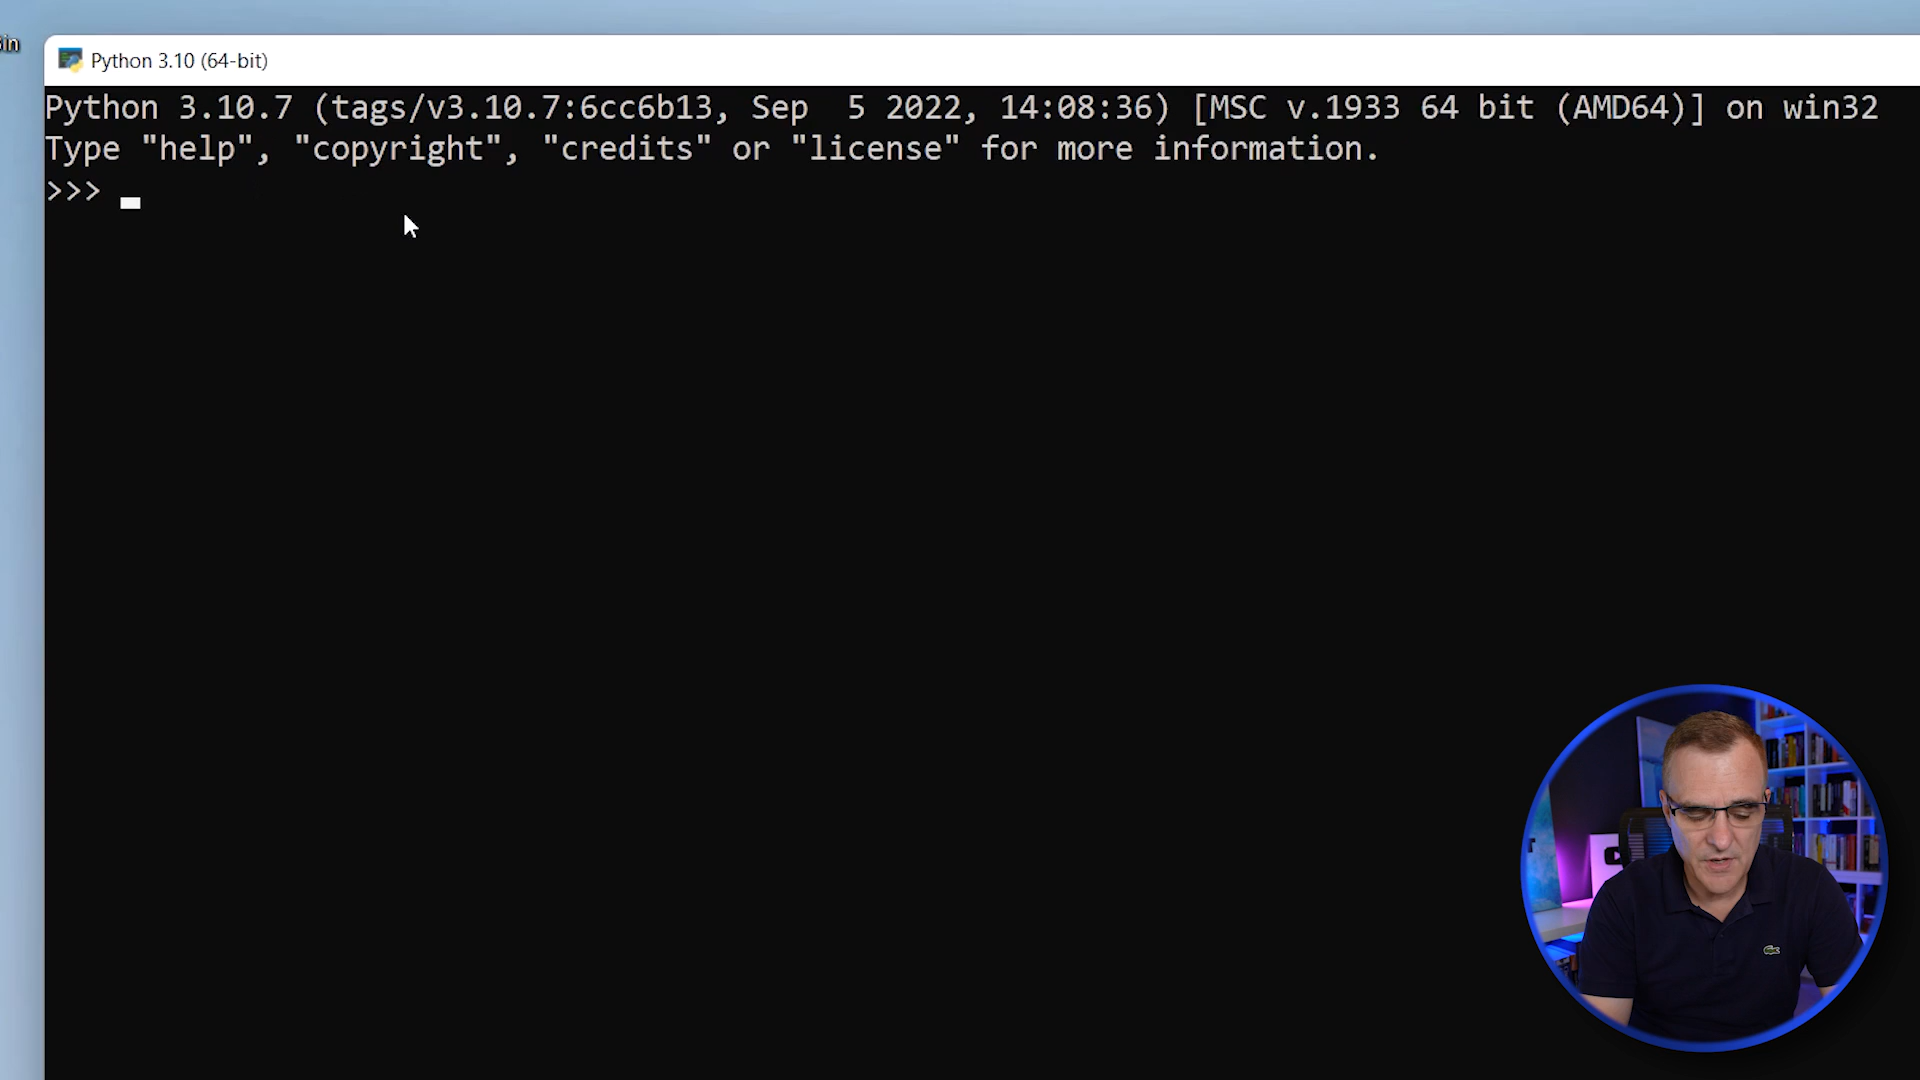 in
Python 3.10 (64-bit)
Python 3.10.7 (tags/v3.10.7:6cc6b13, Sep  5 2022, 14:08:36) [MSC v.1933 64 bit (AMD64)] on win32
Type "help", "copyright", "credits" or "license" for more information.
>>>